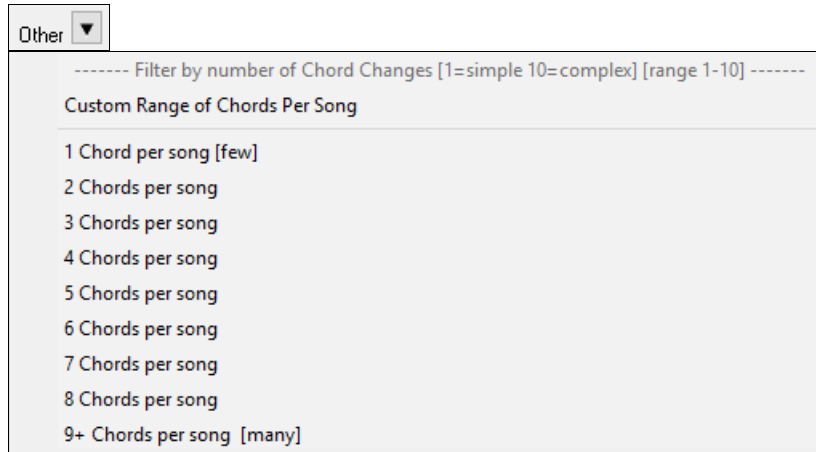 Other
------- Filter by number of Chord Changes [1=simple 10=complex] [range 1-10] -------
Custom Range of Chords Per Song
1 Chord per song [few]
2 Chords per song
3 Chords per song
4 Chords per song
5 Chords per song
6 Chords per song
7 Chords per song
8 Chords per song
9+ Chords per song  [many]